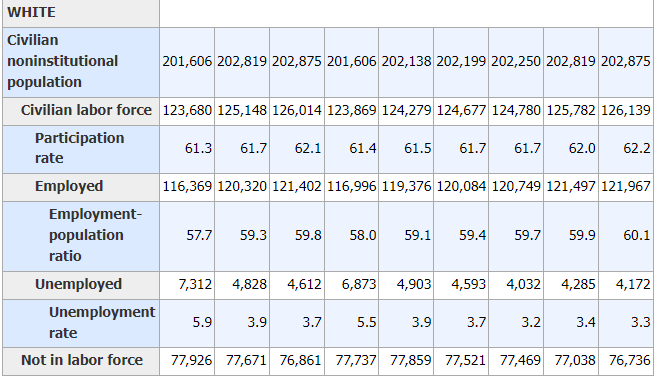 WHITE
Civilian
noninstitutional
population
201,606 202,819 202,875 201,606 202,138 202,199 202,250 202,819 202,875
Civilian labor force 123,680 125,148 126,014 123,869 124,279 124,677 124,780 125,782 126,139
Participation
rate
61.3 61.7 62.1 61.4 61.5 61.7 61.7 62.0 62.2
Employed 116,369 120,320 121,402 116,996 119,376 120,084 120,749 121,497 121,967
Employment-
population
ratio
57.7 59.3 59.8 58.0 59.1 59.4 59.7 59.9 60.1
Unemployed 7,312 4,828 4,612 6,873 4,903 4,593 4,032 4,285 4,172
Unemployment
rate
5.9 3.9 3.7 5.5 3.9 3.7 3.2 3.4 3.3
Not in labor force 77,926 77,671 76,861 77,737 77,859 77,521 77,469 77,038 76,736